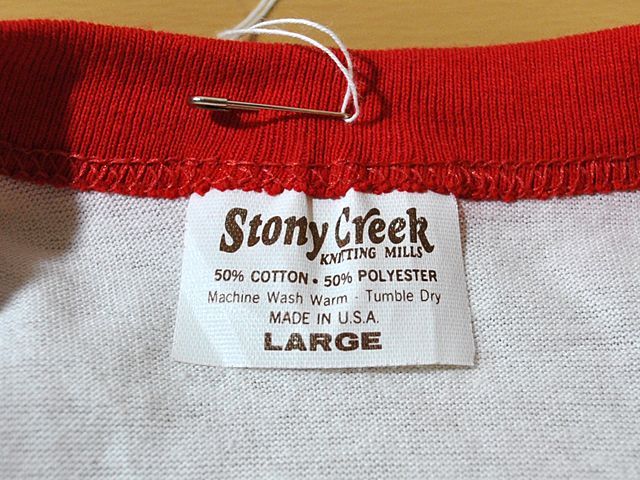 Stony Creek
KNITTING MILLS
50% COTTON • 50% POLYESTER
Machine Wash Warm - Tumble Dry
MADE IN U.S.A.
LARGE